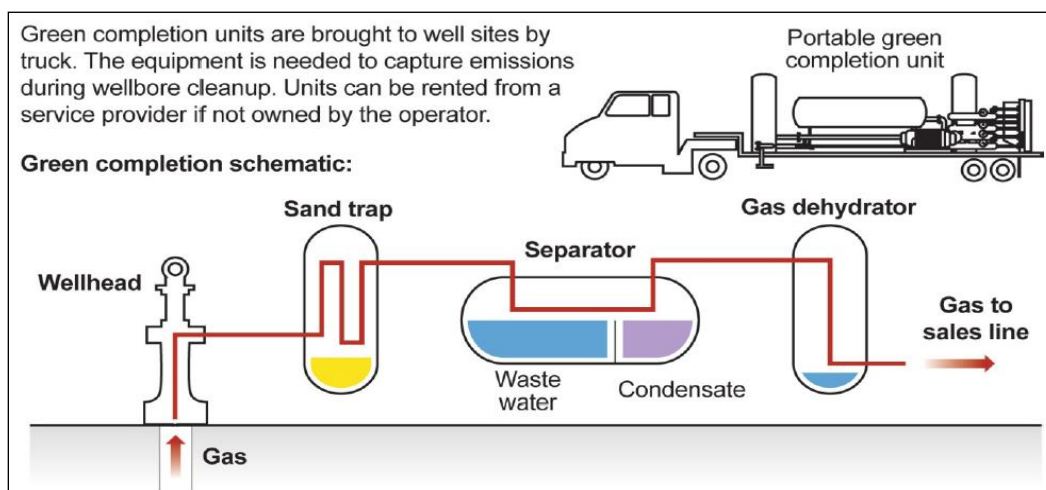 Green completion units are brought to well sites by
truck. The equipment is needed to capture emissions
during wellbore cleanup. Units can be rented from a
service provider if not owned by the operator.
Portable green
completion unit
Green completion schematic:
Sand trap
Gas dehydrator
Separator
Wellhead
Gas to
sales line
Waste
water
Condensate
Gas